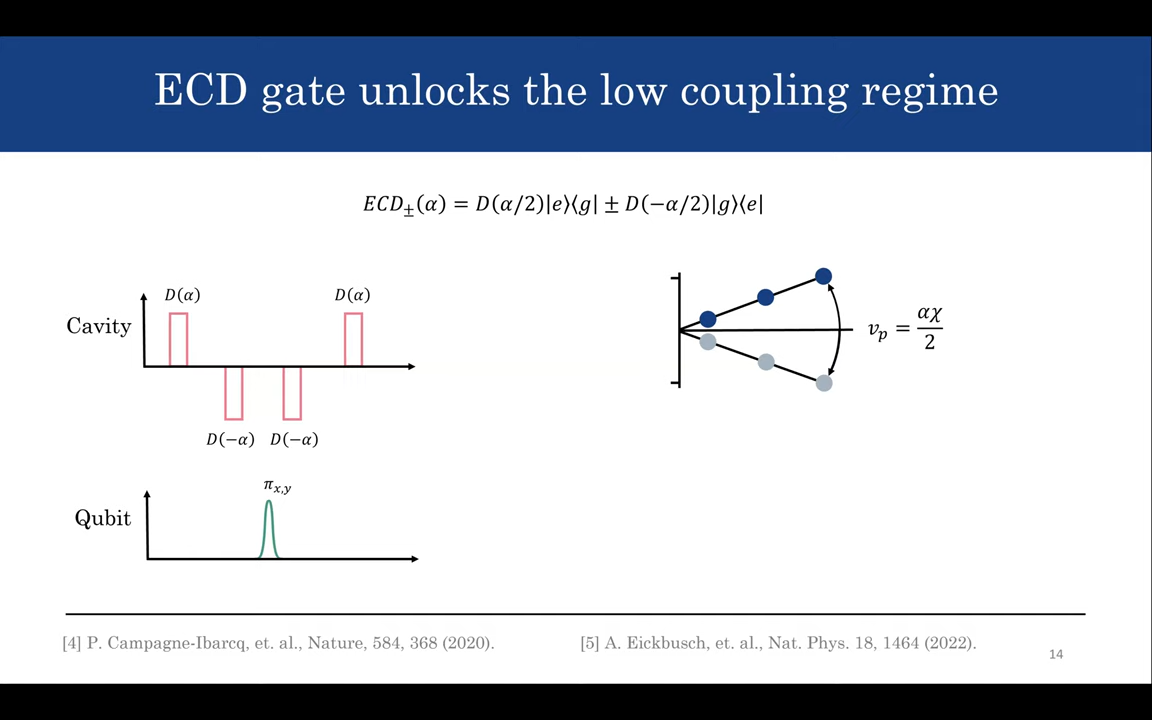 ECD gate unlocks the low coupling regime
ECD±(α) = D(α/2)|e⟩⟨g| ± D(−α/2)|g⟩⟨e|
D(α)
D(α)
Cavity
D(−α)
D(−α)
v_p = αχ/2
π_{x,y}
Qubit
[4] P. Campagne-Ibarcq, et. al., Nature, 584, 368 (2020).
[5] A. Eickbusch, et. al., Nat. Phys. 18, 1464 (2022).
14